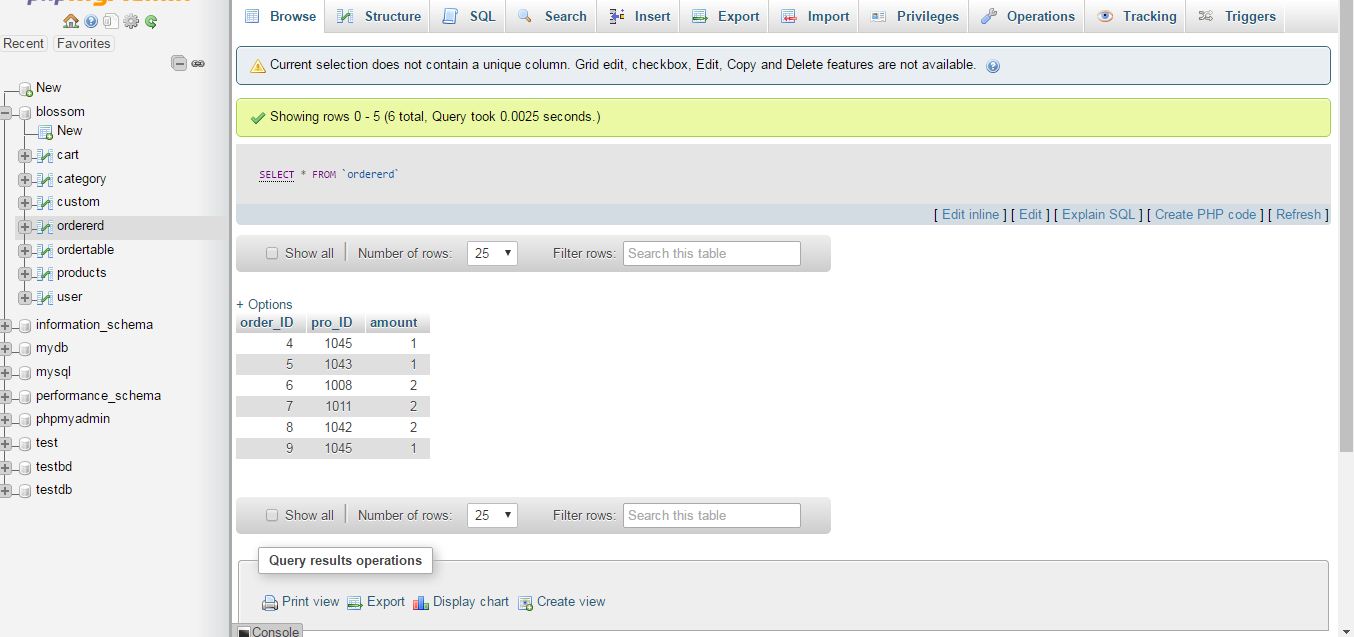 Browse Structure SQL Search Insert Export Import Privileges Operations Tracking Triggers
Recent Favorites
New
blossom
New
cart
category
custom
ordererd
ordertable
products
user
information_schema
mydb
mysql
performance_schema
phpmyadmin
test
testbd
testdb
Current selection does not contain a unique column. Grid edit, checkbox, Edit, Copy and Delete features are not available.
Showing rows 0 - 5 (6 total, Query took 0.0025 seconds.)
SELECT * FROM `ordererd`
[ Edit inline ] [ Edit ] [ Explain SQL ] [ Create PHP code ] [ Refresh ]
Show all Number of rows: 25 Filter rows: Search this table
+ Options
order_ID pro_ID amount
4 1045 1
5 1043 1
6 1008 2
7 1011 2
8 1042 2
9 1045 1
Show all Number of rows: 25 Filter rows: Search this table
Query results operations
Print view Export Display chart Create view
Console